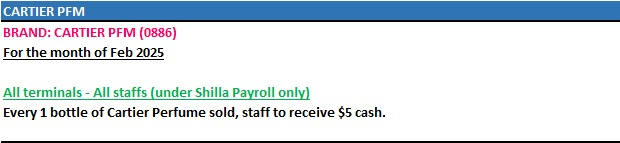 CARTIER PFM
BRAND: CARTIER PFM (0886)
For the month of Feb 2025
All terminals - All staffs (under Shilla Payroll only)
Every 1 bottle of Cartier Perfume sold, staff to receive $5 cash.